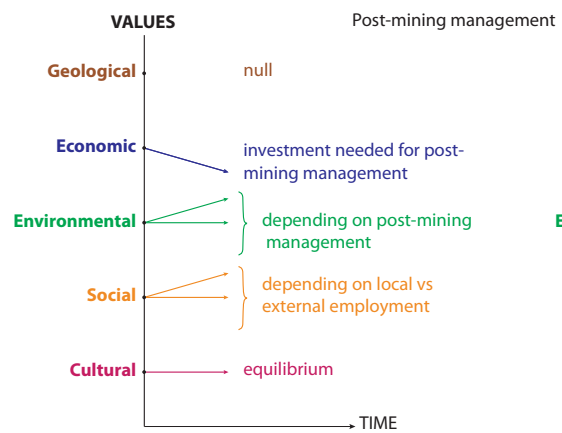 VALUES
Post-mining management
Geological
null
Economic
investment needed for post-
mining management
Environmental
depending on post-mining
management
E
Social
depending on local vs
external employment
Cultural
equilibrium
TIME